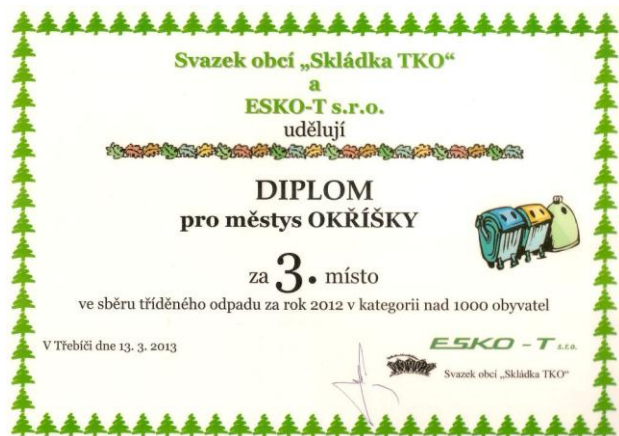 Svazek obcí „Skládka TKO“
a
ESKO-T s.r.o.
udělují
DIPLOM
pro městys OKŘÍŠKY
za 3. místo
ve sběru tříděného odpadu za rok 2012 v kategorii nad 1000 obyvatel
V Třebíči dne 13. 3. 2013
ESKO - T s.r.o.
Svazek obcí „Skládka TKO“